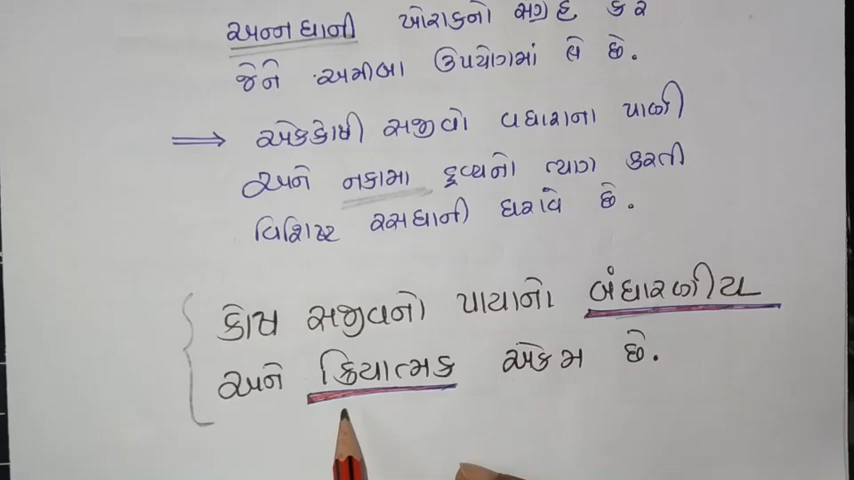 અન્નધાની ખોરાકનો સંગ્રહ કરે
જેને અમીબા ઉપયોગમાં લે છે.
⟹ એકકોષી સજીવો વધારાના પાણી
અને નકામા દ્રવ્યનો ત્યાગ કરતી
વિશિષ્ટ રસધાની ધરાવે છે.
કોષ સજીવનો પાયાનો બંધારણીય
અને ક્રિયાત્મક એકમ છે.